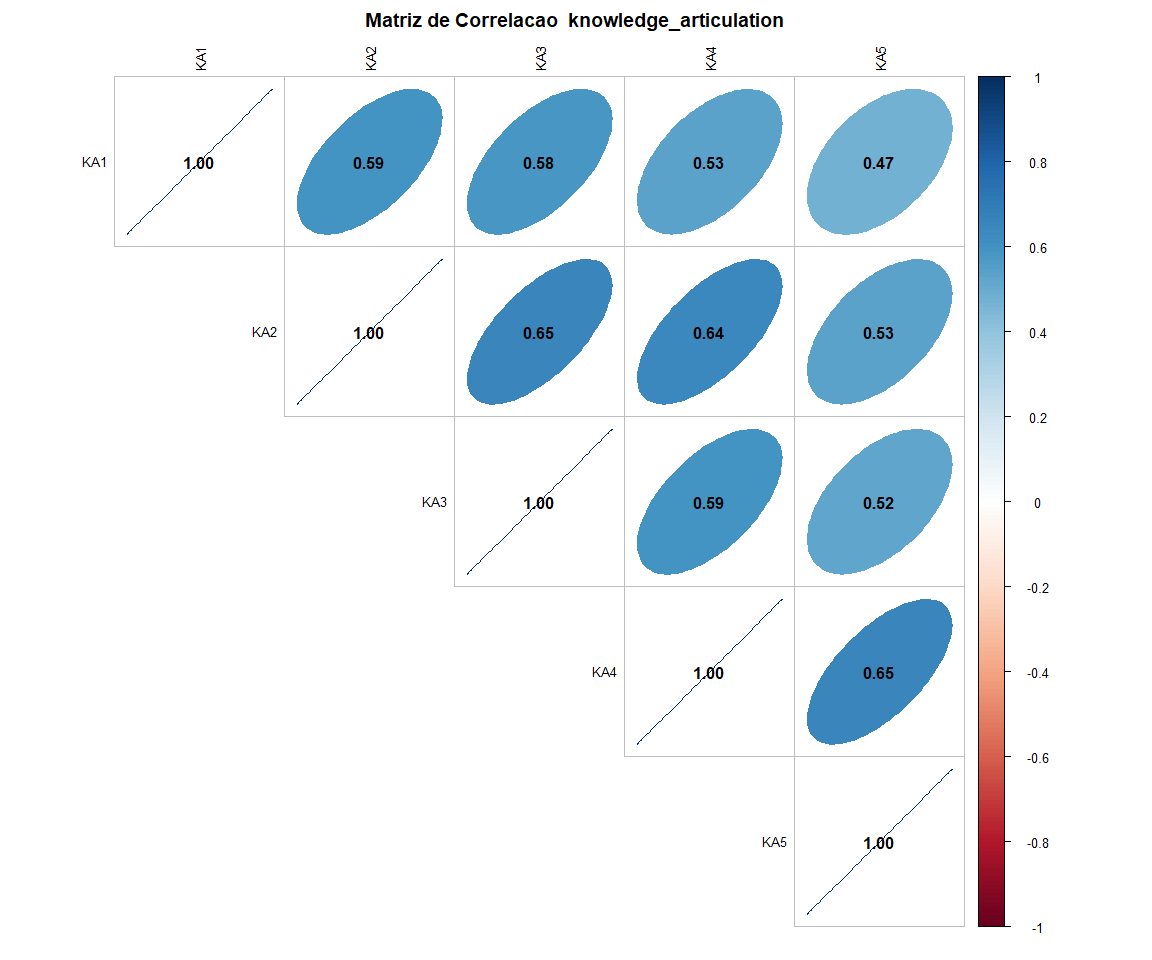 Matriz de Correlacao  knowledge_articulation
KA1 KA2 KA3 KA4 KA5
KA1 1.00 0.59 0.58 0.53 0.47
KA2 1.00 0.65 0.64 0.53
KA3 1.00 0.59 0.52
KA4 1.00 0.65
KA5 1.00
1
0.8
0.6
0.4
0.2
0
-0.2
-0.4
-0.6
-0.8
-1